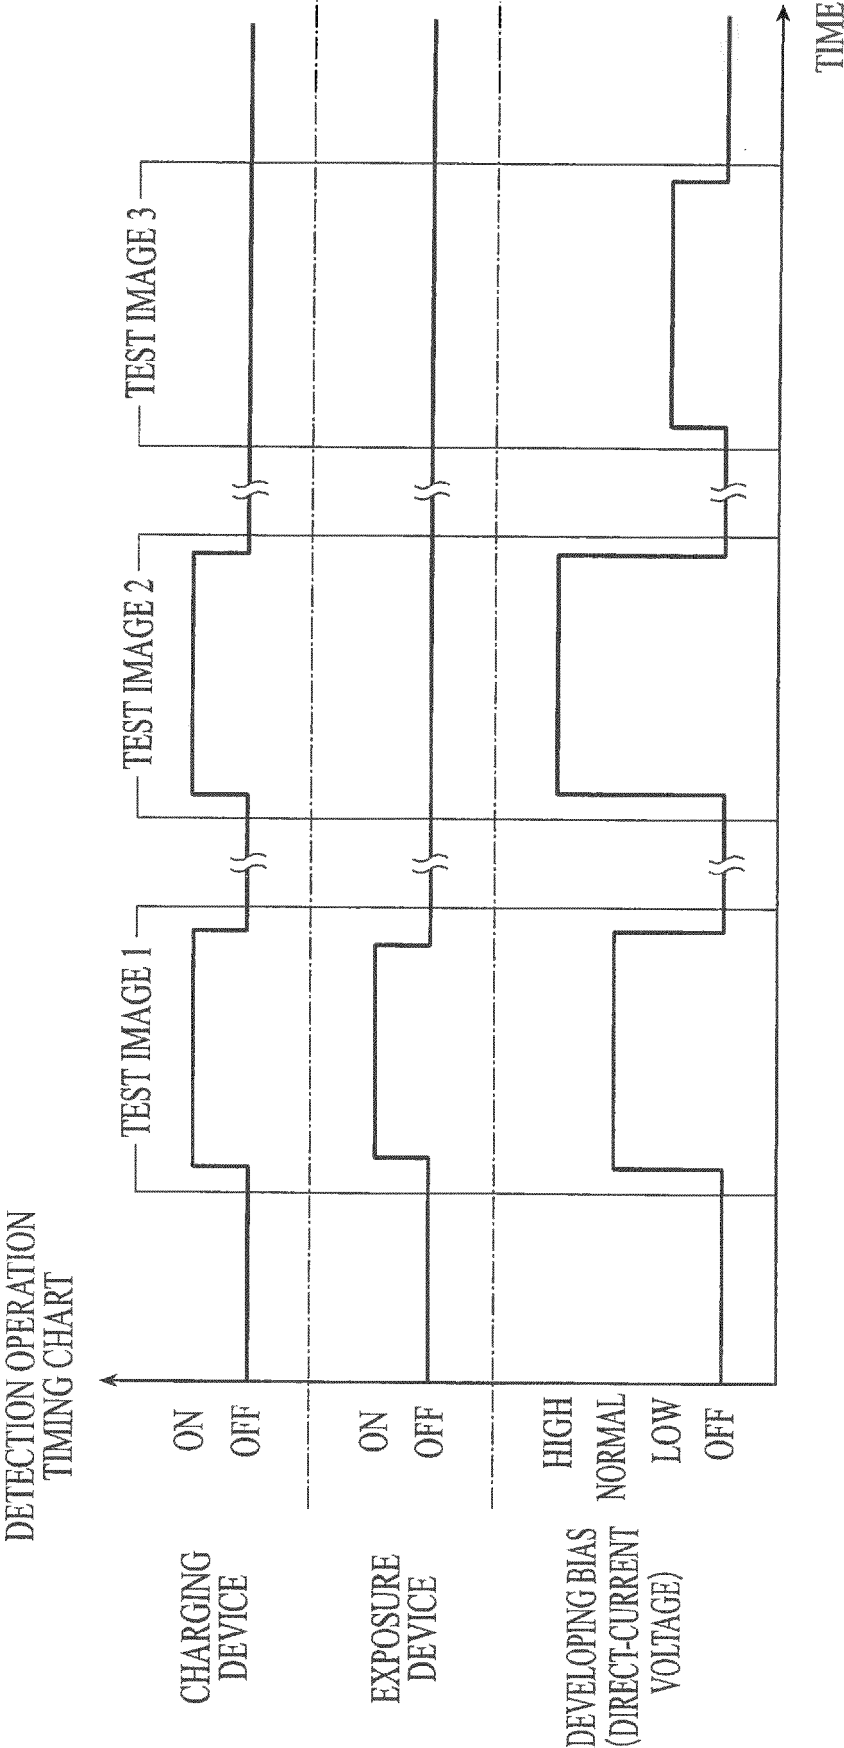 DETECTION OPERATION
TIMING CHART
TEST IMAGE 1
TEST IMAGE 2
TEST IMAGE 3
CHARGING
DEVICE
ON
OFF
EXPOSURE
DEVICE
ON
OFF
DEVELOPING BIAS
(DIRECT-CURRENT
VOLTAGE)
HIGH
NORMAL
LOW
OFF
TIME